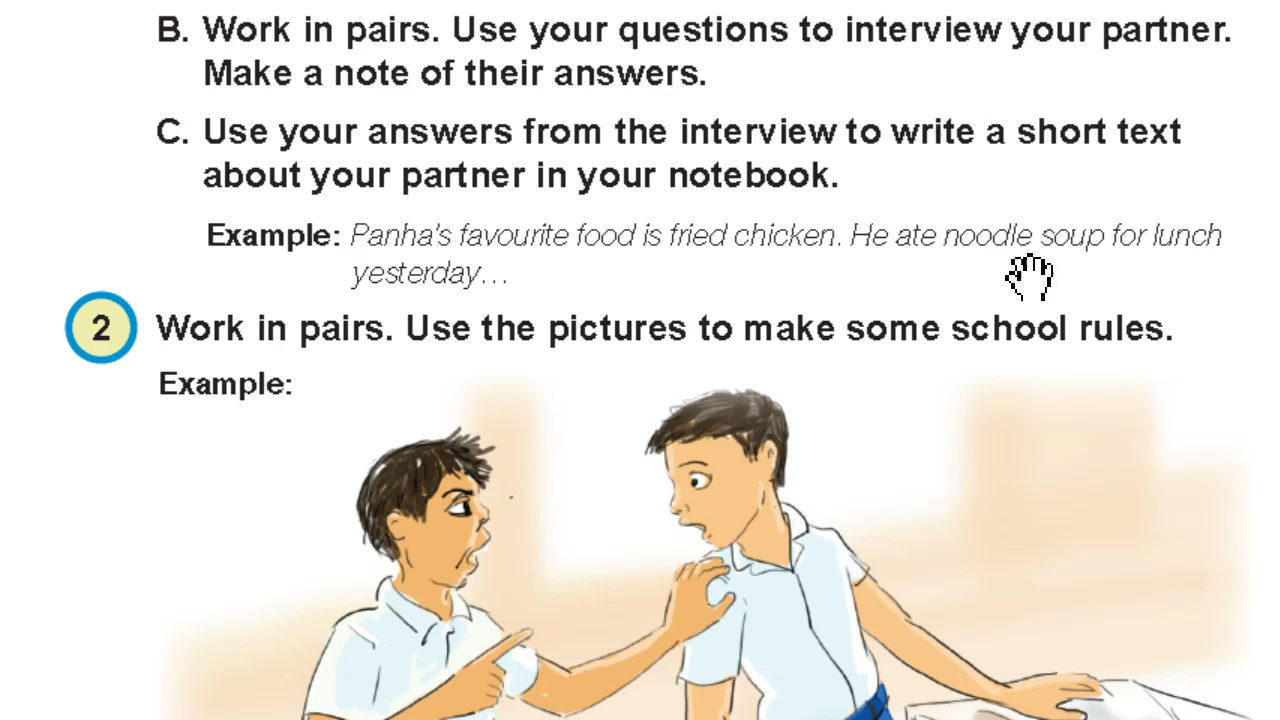 B. Work in pairs. Use your questions to interview your partner.
Make a note of their answers.
C. Use your answers from the interview to write a short text
about your partner in your notebook.
Example: Panha's favourite food is fried chicken. He ate noodle soup for lunch
yesterday...
2 Work in pairs. Use the pictures to make some school rules.
Example: